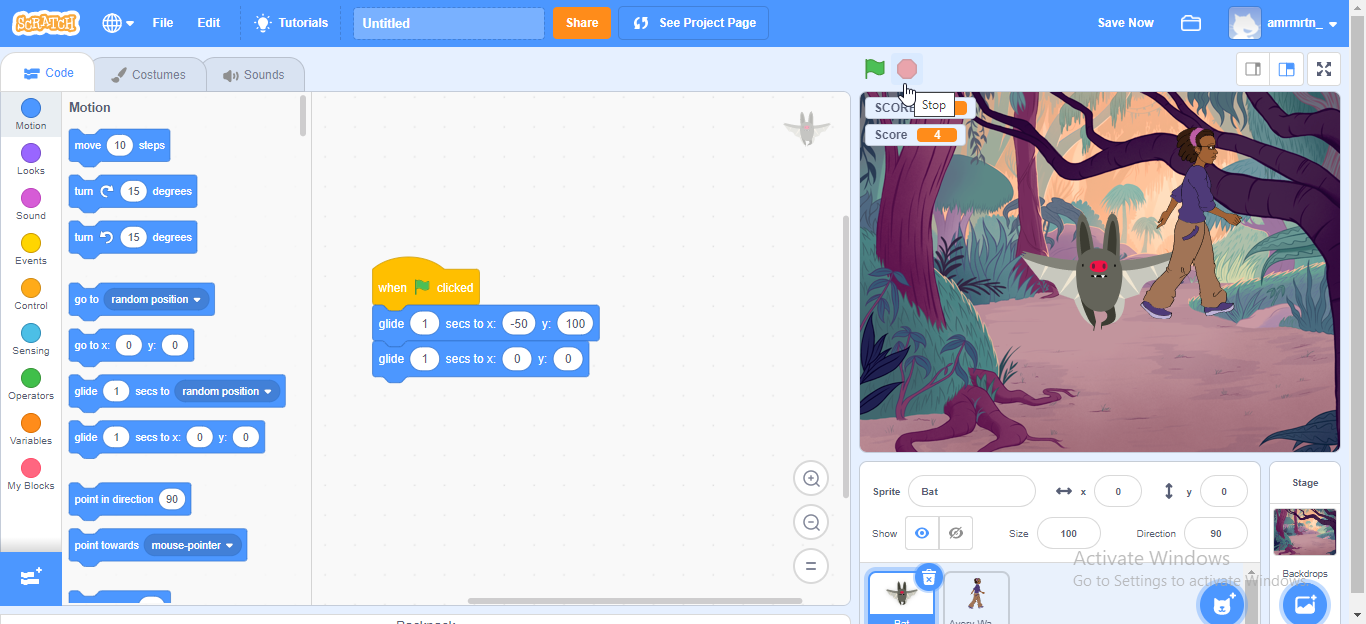 SCRATCH File Edit Tutorials Untitled Share See Project Page Save Now amrmrtn_
Code Costumes Sounds
Motion
Looks
Sound
Events
Control
Sensing
Operators
Variables
My Blocks
Motion
move 10 steps
turn 15 degrees
turn 15 degrees
go to random position
go to x: 0 y: 0
glide 1 secs to random position
glide 1 secs to x: 0 y: 0
point in direction 90
point towards mouse-pointer
when clicked
glide 1 secs to x: -50 y: 100
glide 1 secs to x: 0 y: 0
Stop
SCORE
Score 4
Sprite Bat x 0 y 0
Show Size 100 Direction 90
Stage
Backdrops
Activate Windows
Go to Settings to activate Windows.
Bat
Avery Wa...
Backpack